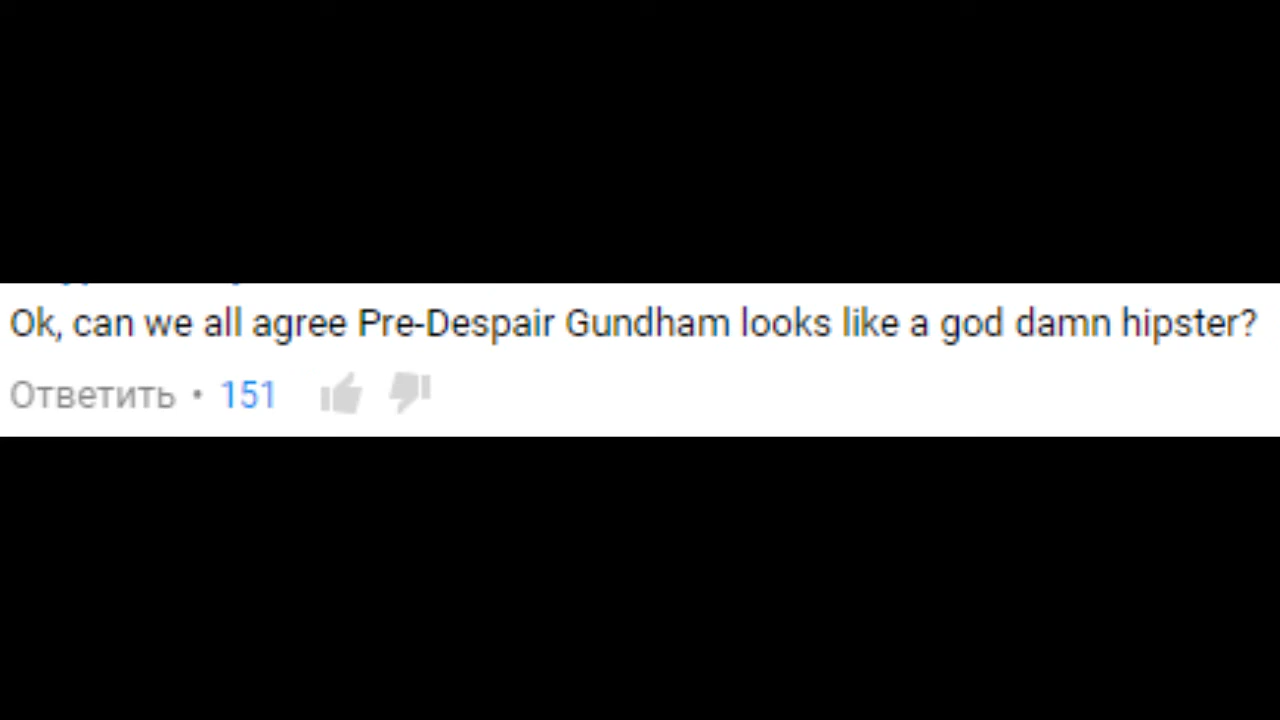 Ok, can we all agree Pre-Despair Gundham looks like a god damn hipster?
Ответить • 151